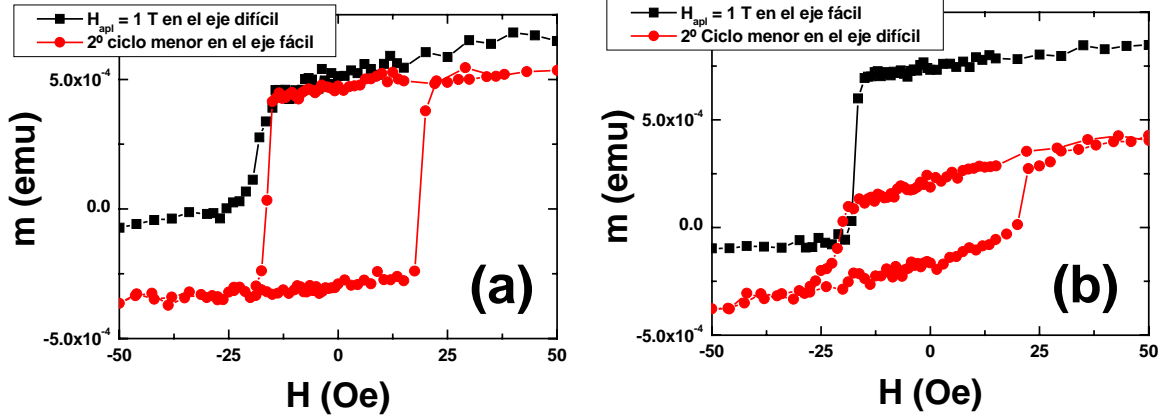 H_apl = 1 T en el eje difícil
2º ciclo menor en el eje fácil
5.0x10⁻⁴
0.0
-5.0x10⁻⁴
m (emu)
-50
-25
0
25
50
H (Oe)
(a)
H_apl = 1 T en el eje fácil
2º Ciclo menor en el eje difícil
5.0x10⁻⁴
0.0
-5.0x10⁻⁴
m (emu)
-50
-25
0
25
50
H (Oe)
(b)